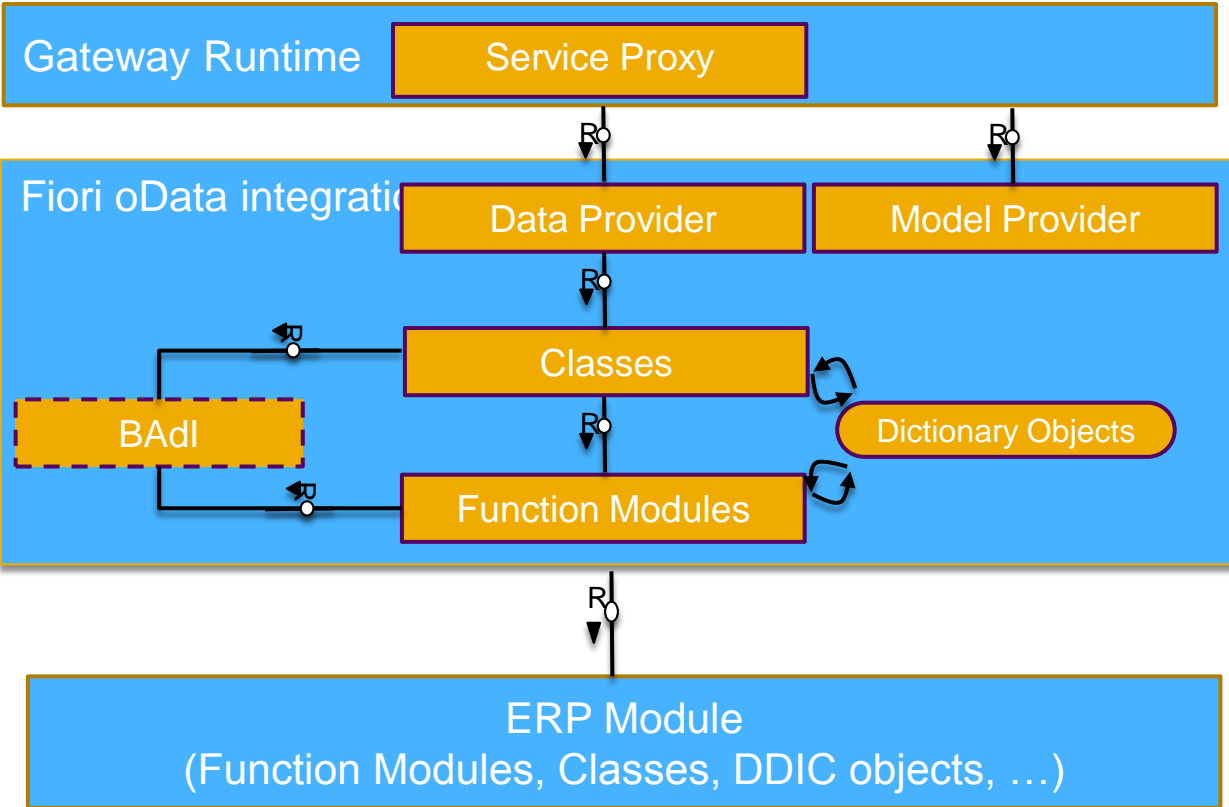 Gateway Runtime
Service Proxy
R
R
Fiori oData integratio
Data Provider
Model Provider
R
R
Classes
BAdI
R
Dictionary Objects
R
Function Modules
R
ERP Module
(Function Modules, Classes, DDIC objects, …)